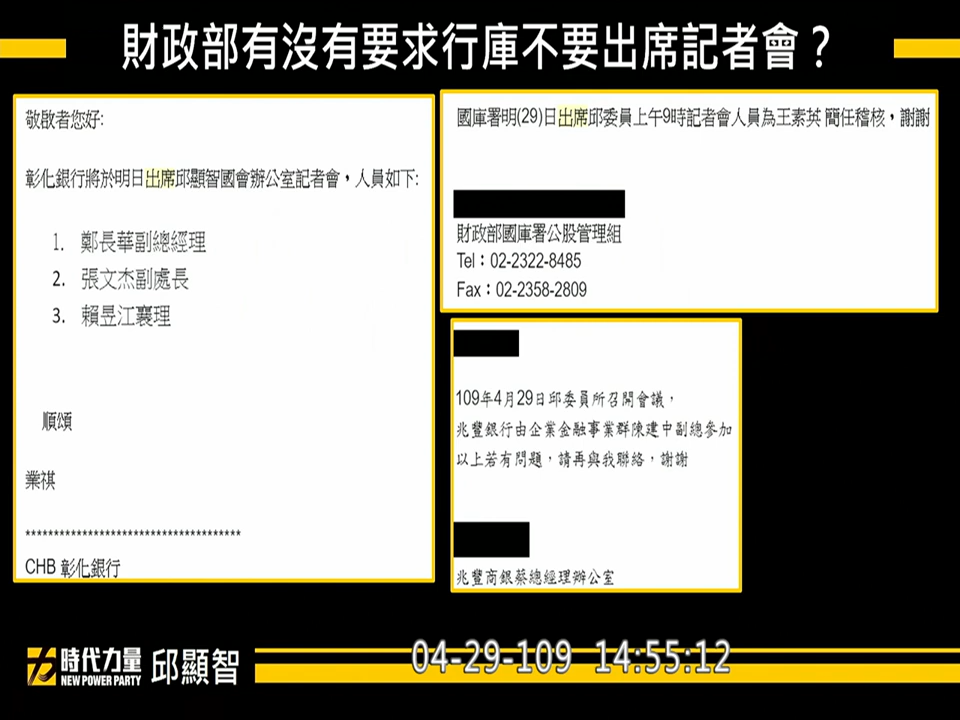 財政部有沒有要求行庫不要出席記者會？
敬啟者您好:
彰化銀行將於明日出席邱顯智國會辦公室記者會，人員如下:
1. 鄭長華副總經理
2. 張文杰副處長
3. 賴昱江襄理
順頌
業祺
**************************************
CHB 彰化銀行
國庫署明(29)日出席邱委員上午9時記者會人員為王素英 簡任稽核，謝謝
財政部國庫署公股管理組
Tel：02-2322-8485
Fax：02-2358-2809
109年4月29日邱委員所召開會議，
兆豐銀行由企業金融事業群陳建中副總參加
以上若有問題，請再與我聯絡，謝謝
兆豐商銀蔡總經理辦公室
時代力量
NEW POWER PARTY
邱顯智
04-29-109 14:55:12